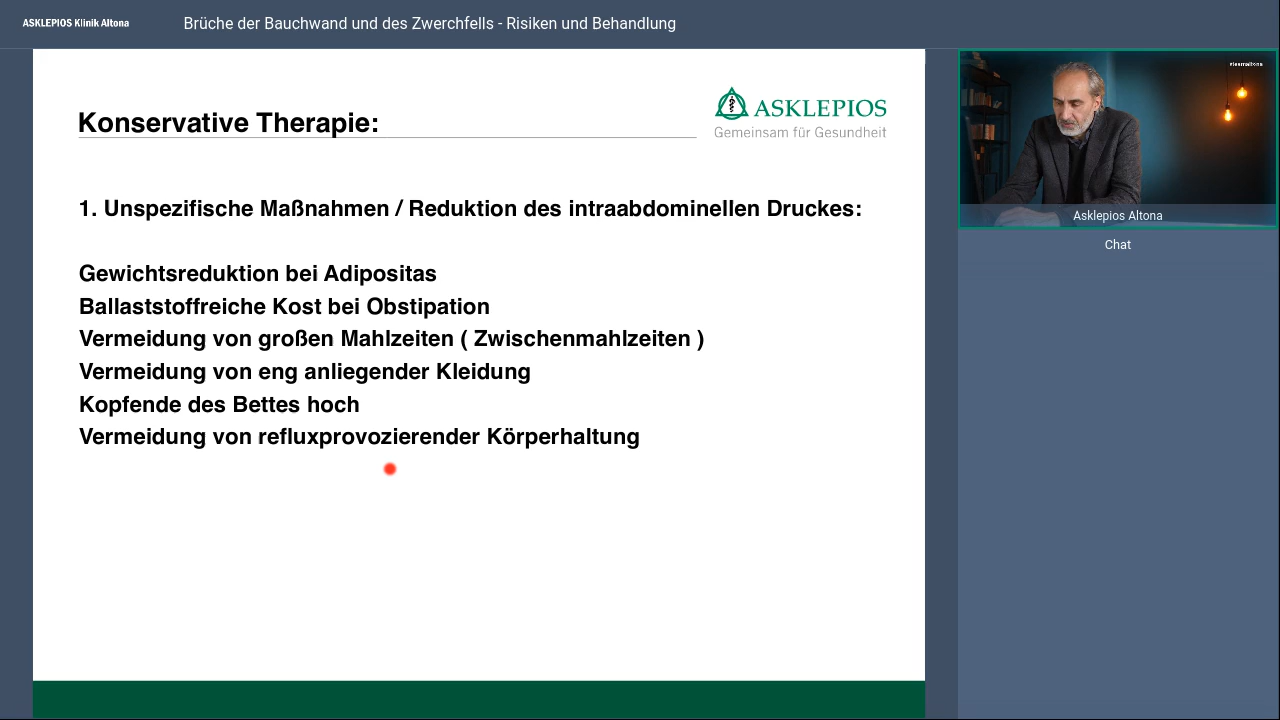 ASKLEPIOS Klinik Altona
Brüche der Bauchwand und des Zwerchfells - Risiken und Behandlung
Konservative Therapie:
ASKLEPIOS
Gemeinsam für Gesundheit
1. Unspezifische Maßnahmen / Reduktion des intraabdominellen Druckes:
Gewichtsreduktion bei Adipositas
Ballaststoffreiche Kost bei Obstipation
Vermeidung von großen Mahlzeiten ( Zwischenmahlzeiten )
Vermeidung von eng anliegender Kleidung
Kopfende des Bettes hoch
Vermeidung von refluxprovozierender Körperhaltung
#teamaltona
Asklepios Altona
Chat